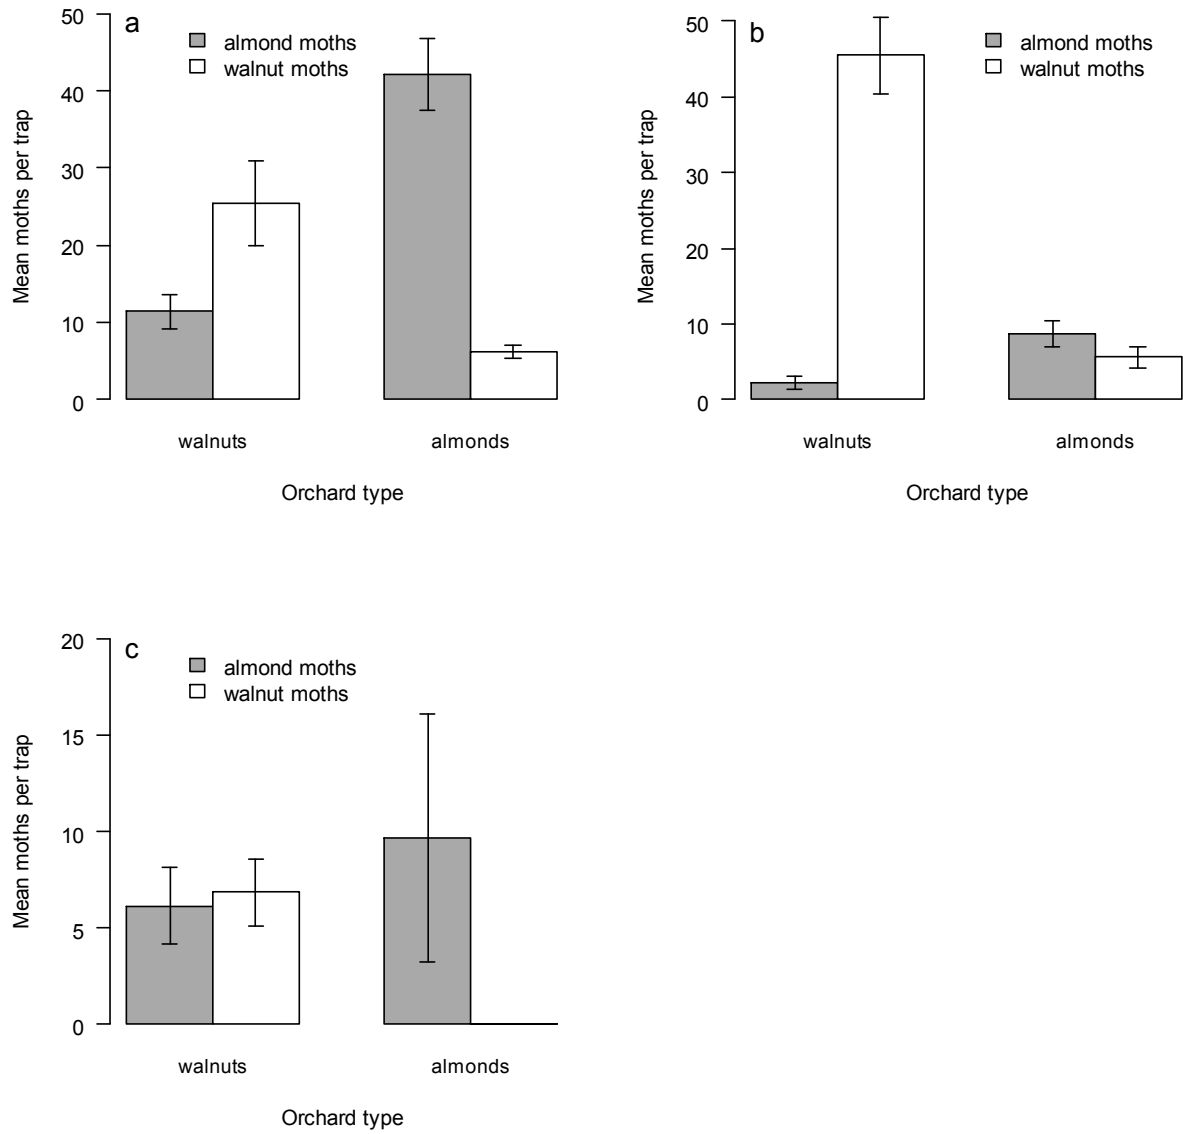 a
almond moths
walnut moths
50
40
30
20
10
0
Mean moths per trap
walnuts
almonds
Orchard type
b
almond moths
walnut moths
50
40
30
20
10
0
Mean moths per trap
walnuts
almonds
Orchard type
c
almond moths
walnut moths
20
15
10
5
0
Mean moths per trap
walnuts
almonds
Orchard type